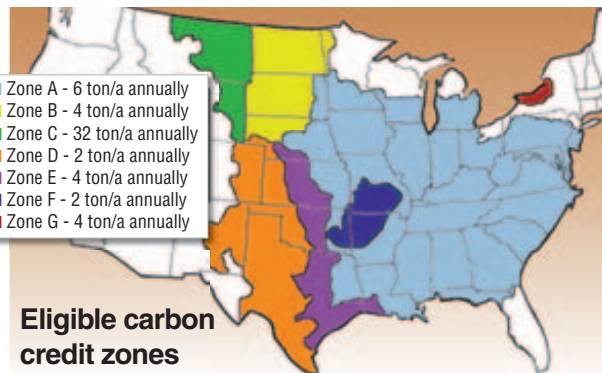 Zone A - 6 ton/a annually
Zone B - 4 ton/a annually
Zone C - 32 ton/a annually
Zone D - 2 ton/a annually
Zone E - 4 ton/a annually
Zone F - 2 ton/a annually
Zone G - 4 ton/a annually
Eligible carbon
credit zones